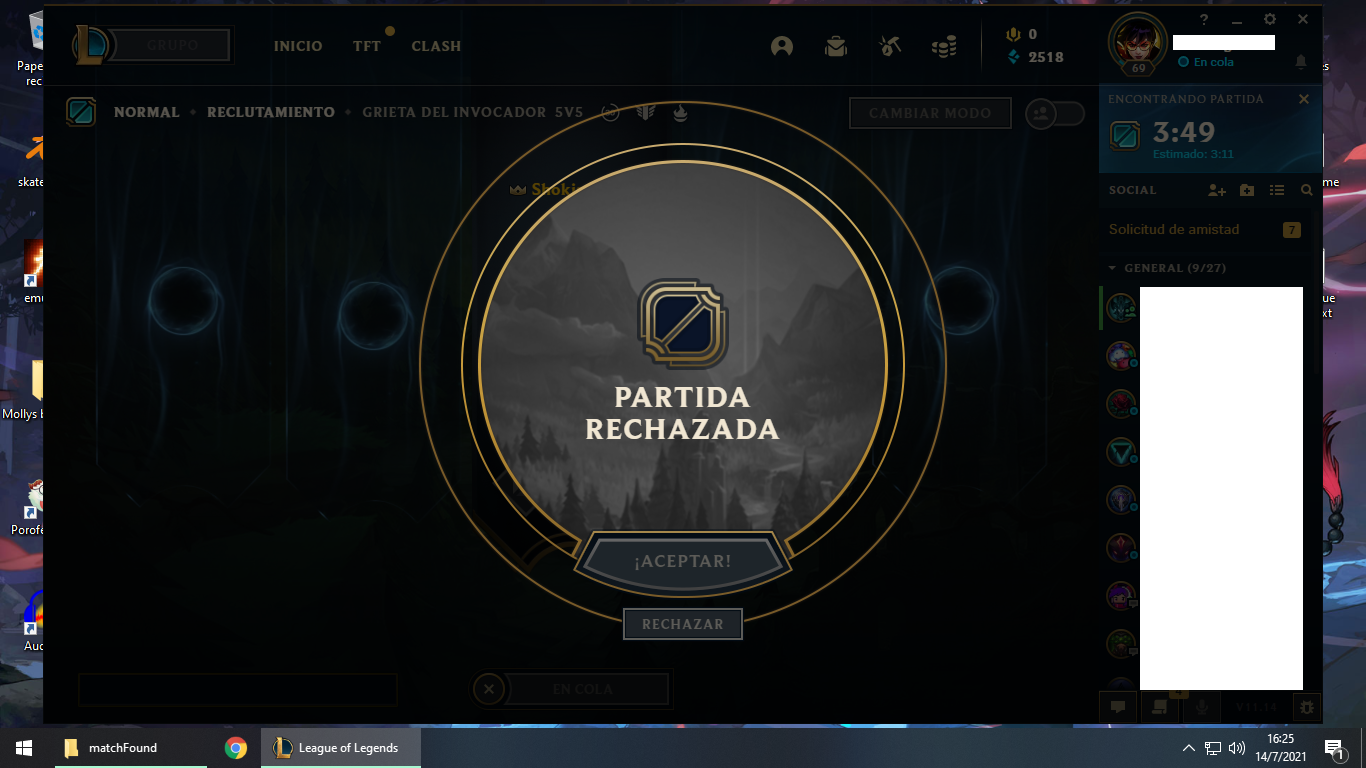 GRUPO
INICIO
TFT
CLASH
0
2518
?
69
En cola
NORMAL • RECLUTAMIENTO • GRIETA DEL INVOCADOR 5V5
CAMBIAR MODO
ENCONTRANDO PARTIDA
3:49
Estimado: 3:11
SOCIAL
Solicitud de amistad
7
GENERAL (9/27)
PARTIDA
RECHAZADA
¡ACEPTAR!
RECHAZAR
EN COLA
V11.14
Pape
rec
skate
emu
Mollys b
Porofe
Aud
es
me
ue
xt
matchFound
League of Legends
16:25
14/7/2021
1